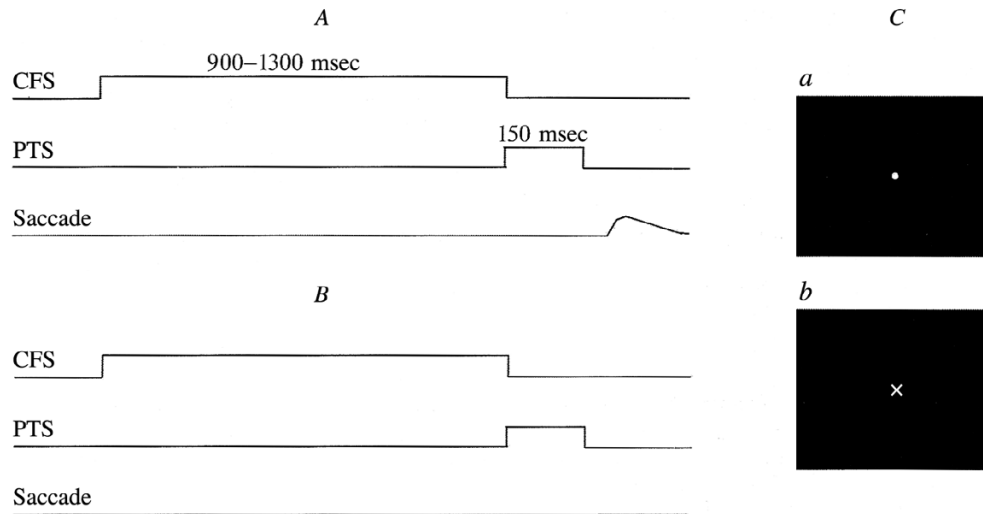 A
C
900–1300 msec
CFS
a
150 msec
PTS
Saccade
B
b
CFS
PTS
Saccade